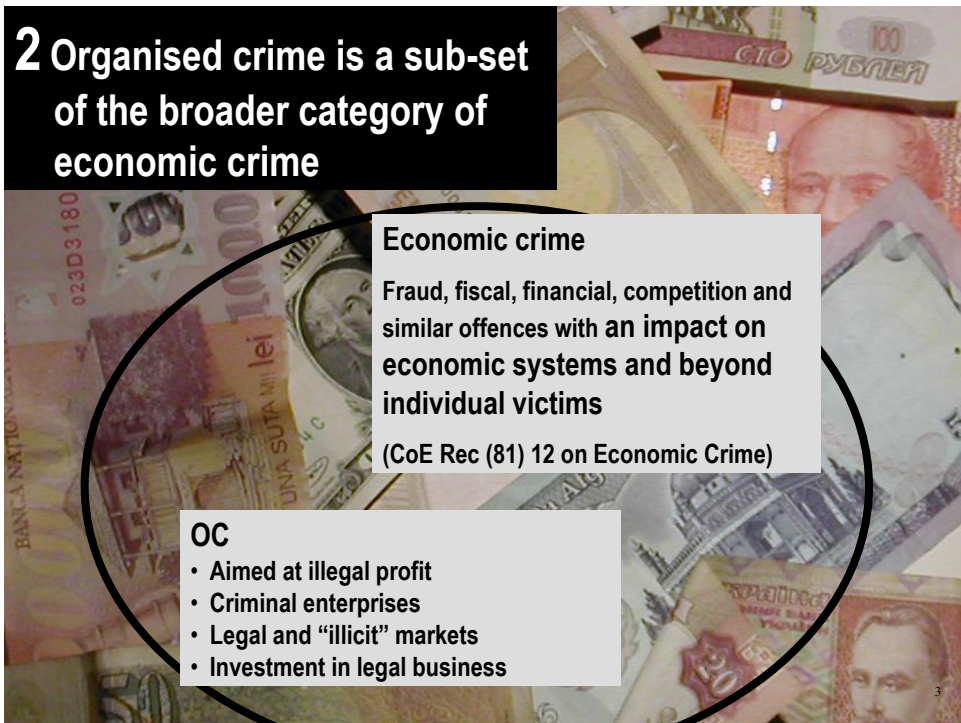 2 Organised crime is a sub-set
of the broader category of
economic crime
100
СТО РУБЛЕЙ
023D3180
Economic crime
Fraud, fiscal, financial, competition and
similar offences with an impact on
economic systems and beyond
individual victims
(CoE Rec (81) 12 on Economic Crime)
lei
UNA SUTA MII
BANCA NATION
OC
• Aimed at illegal profit
• Criminal enterprises
• Legal and “illicit” markets
• Investment in legal business
20
50
3